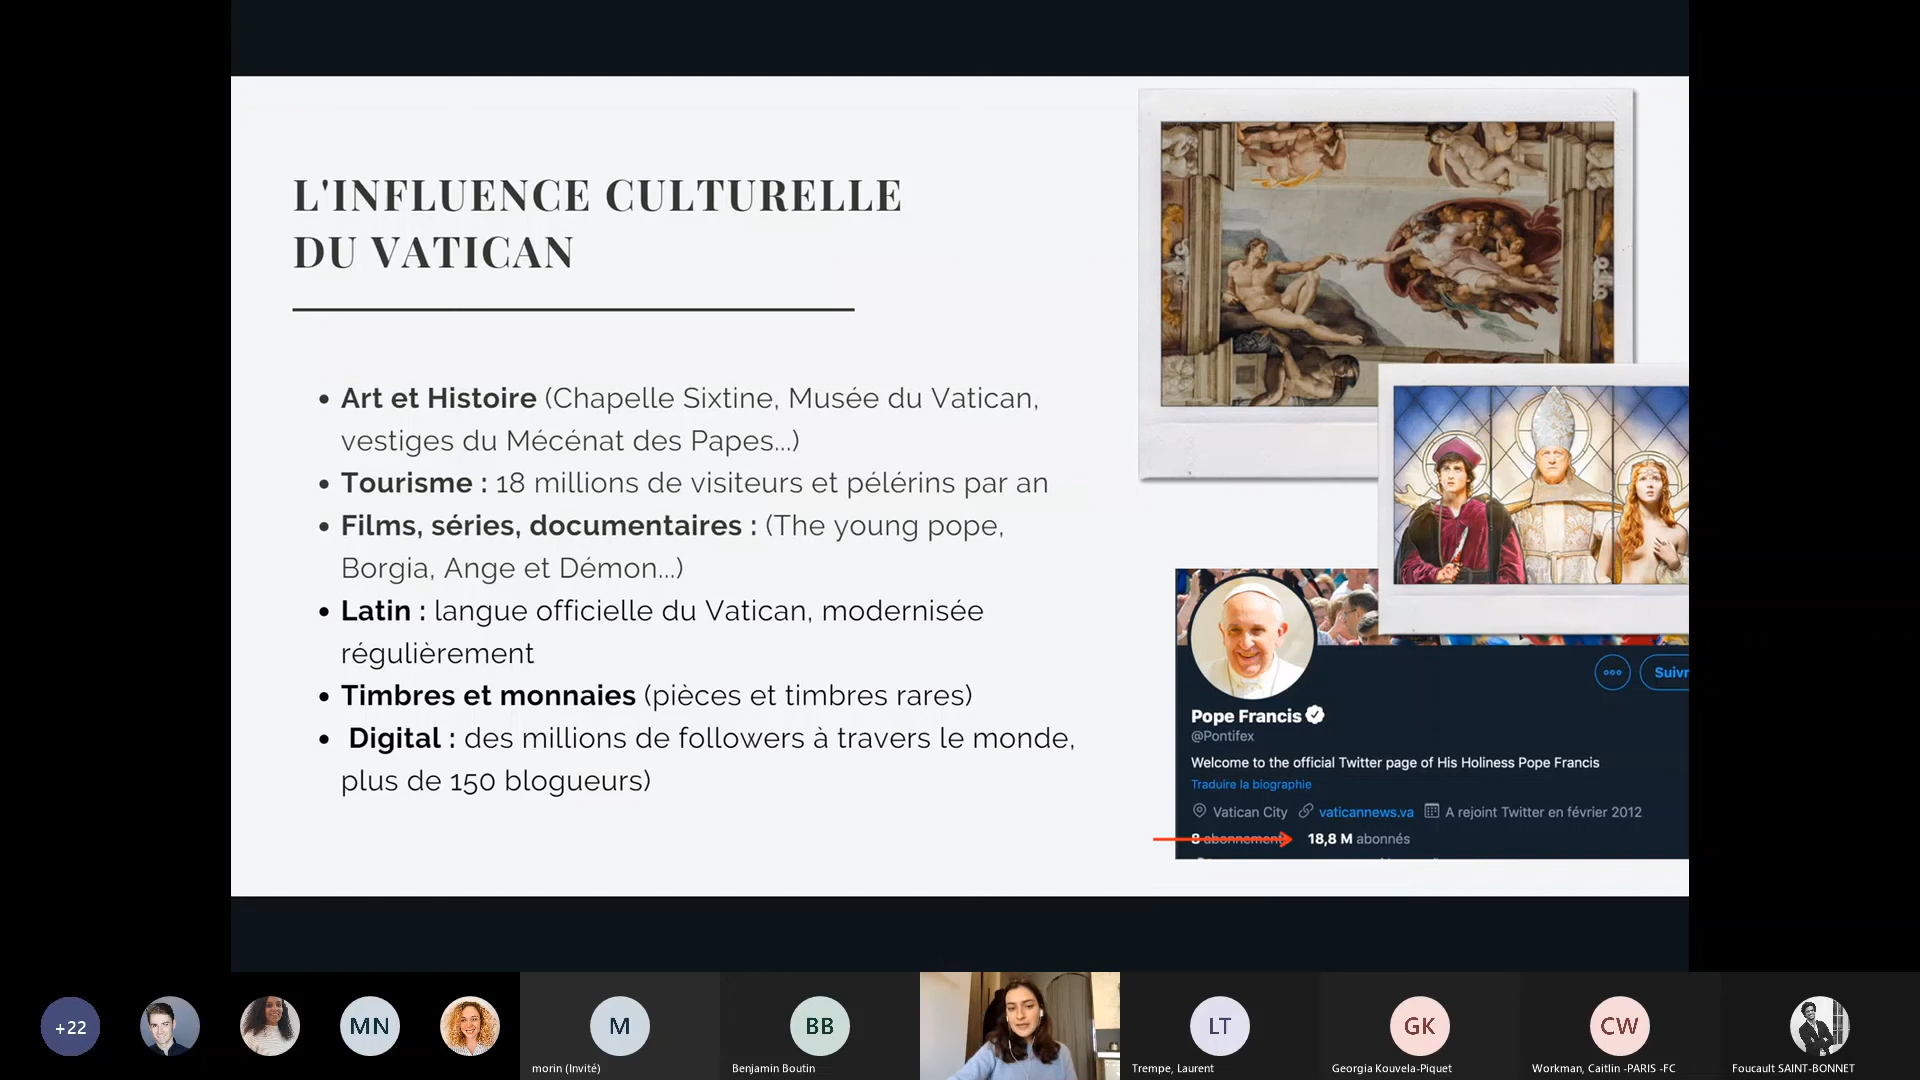 L'INFLUENCE CULTURELLE
DU VATICAN
• Art et Histoire (Chapelle Sixtine, Musée du Vatican,
vestiges du Mécénat des Papes...)
• Tourisme : 18 millions de visiteurs et pélérins par an
• Films, séries, documentaires : (The young pope,
Borgia, Ange et Démon...)
• Latin : langue officielle du Vatican, modernisée
régulièrement
• Timbres et monnaies (pièces et timbres rares)
• Digital : des millions de followers à travers le monde,
plus de 150 blogueurs)
Suivr
Pope Francis
@Pontifex
Welcome to the official Twitter page of His Holiness Pope Francis
Traduire la biographie
Vatican City vaticannews.va A rejoint Twitter en février 2012
8 abonnements 18,8 M abonnés
+22
MN
M
morin (Invité)
BB
Benjamin Boutin
LT
Trempe, Laurent
GK
Georgia Kouvela-Piquet
CW
Workman, Caitlin -PARIS -FC
Foucault SAINT-BONNET